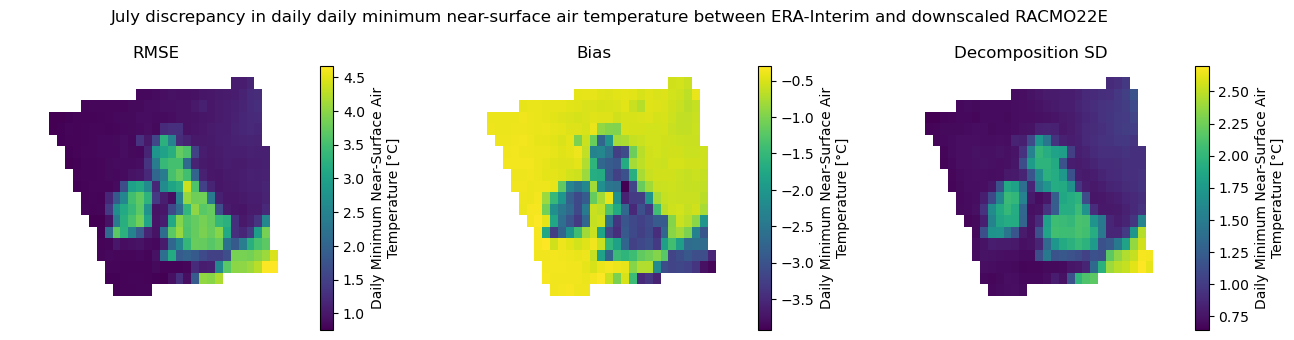 July discrepancy in daily daily minimum near-surface air temperature between ERA-Interim and downscaled RACMO22E
RMSE
4.5
4.0
3.5
3.0
2.5
2.0
1.5
1.0
Daily Minimum Near-Surface Air
Temperature [°C]
Bias
−0.5
−1.0
−1.5
−2.0
−2.5
−3.0
−3.5
Daily Minimum Near-Surface Air
Temperature [°C]
Decomposition SD
2.50
2.25
2.00
1.75
1.50
1.25
1.00
0.75
Daily Minimum Near-Surface Air
Temperature [°C]